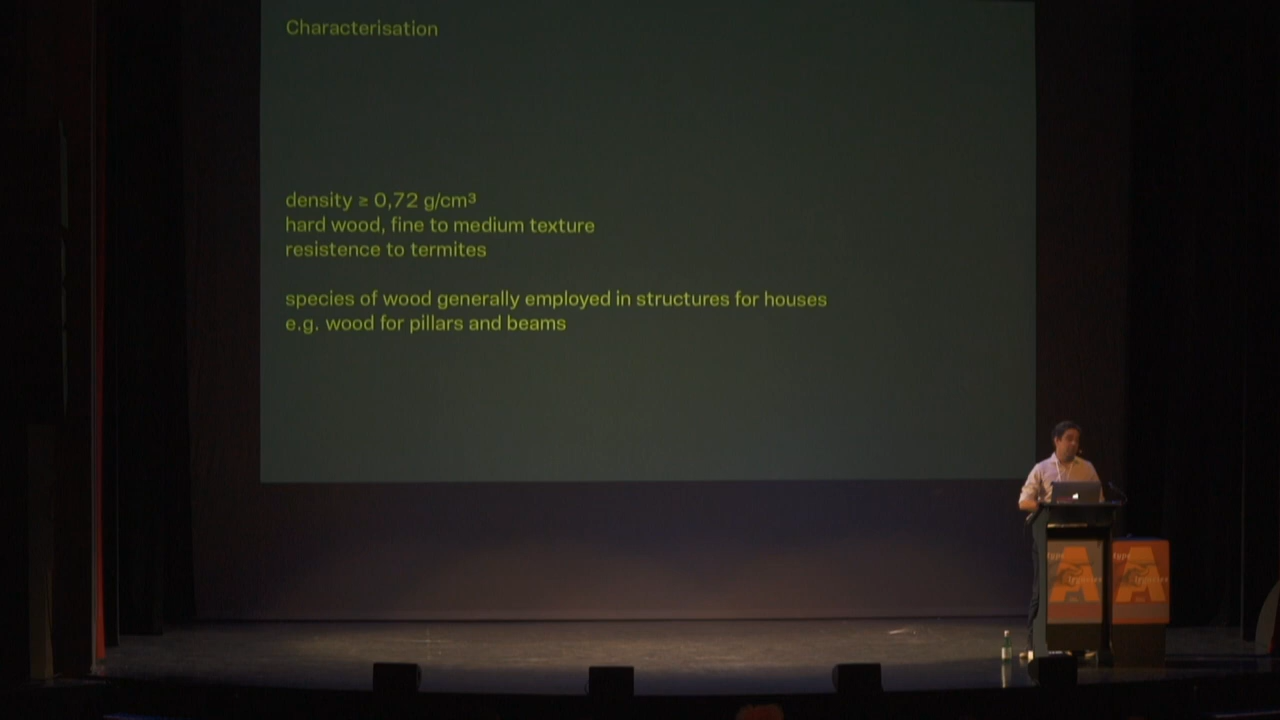 Characterisation
density ≥ 0,72 g/cm³
hard wood, fine to medium texture
resistence to termites
species of wood generally employed in structures for houses
e.g. wood for pillars and beams